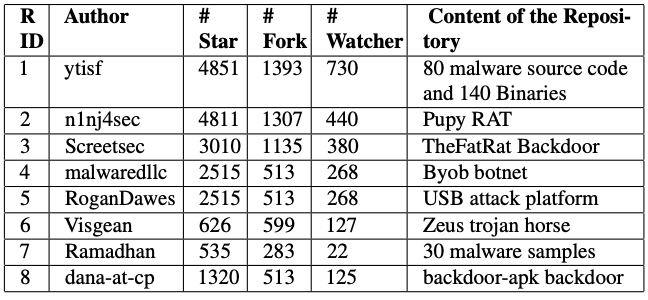 R ID Author # Star # Fork # Watcher Content of the Reposi-tory
1 ytisf 4851 1393 730 80 malware source code and 140 Binaries
2 n1nj4sec 4811 1307 440 Pupy RAT
3 Screetsec 3010 1135 380 TheFatRat Backdoor
4 malwaredllc 2515 513 268 Byob botnet
5 RoganDawes 2515 513 268 USB attack platform
6 Visgean 626 599 127 Zeus trojan horse
7 Ramadhan 535 283 22 30 malware samples
8 dana-at-cp 1320 513 125 backdoor-apk backdoor